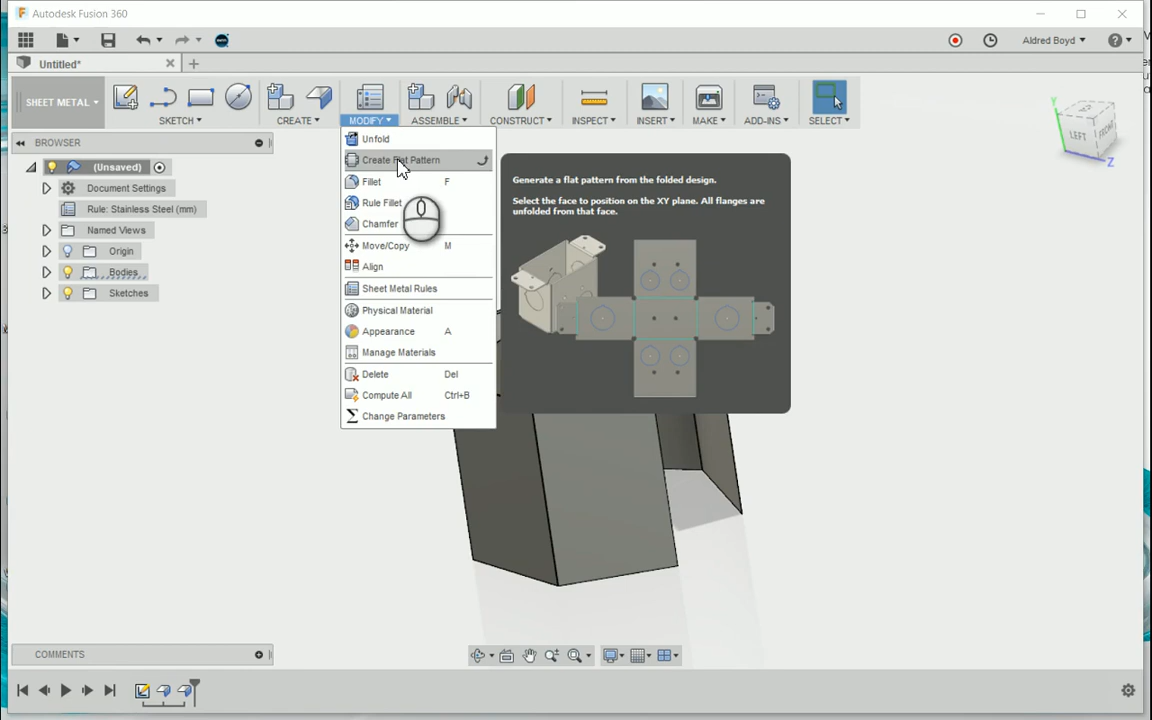 Autodesk Fusion 360
Aldred Boyd
Untitled*
SHEET METAL
SKETCH
CREATE
MODIFY
ASSEMBLE
CONSTRUCT
INSPECT
INSERT
MAKE
ADD-INS
SELECT
BROWSER
(Unsaved)
Document Settings
Rule: Stainless Steel (mm)
Named Views
Origin
Bodies
Sketches
Unfold
Create Flat Pattern
Fillet F
Rule Fillet
Chamfer
Move/Copy M
Align
Sheet Metal Rules
Physical Material
Appearance A
Manage Materials
Delete Del
Compute All Ctrl+B
Change Parameters
Generate a flat pattern from the folded design.
Select the face to position on the XY plane. All flanges are
unfolded from that face.
Y
LEFT
FRONT
Z
COMMENTS